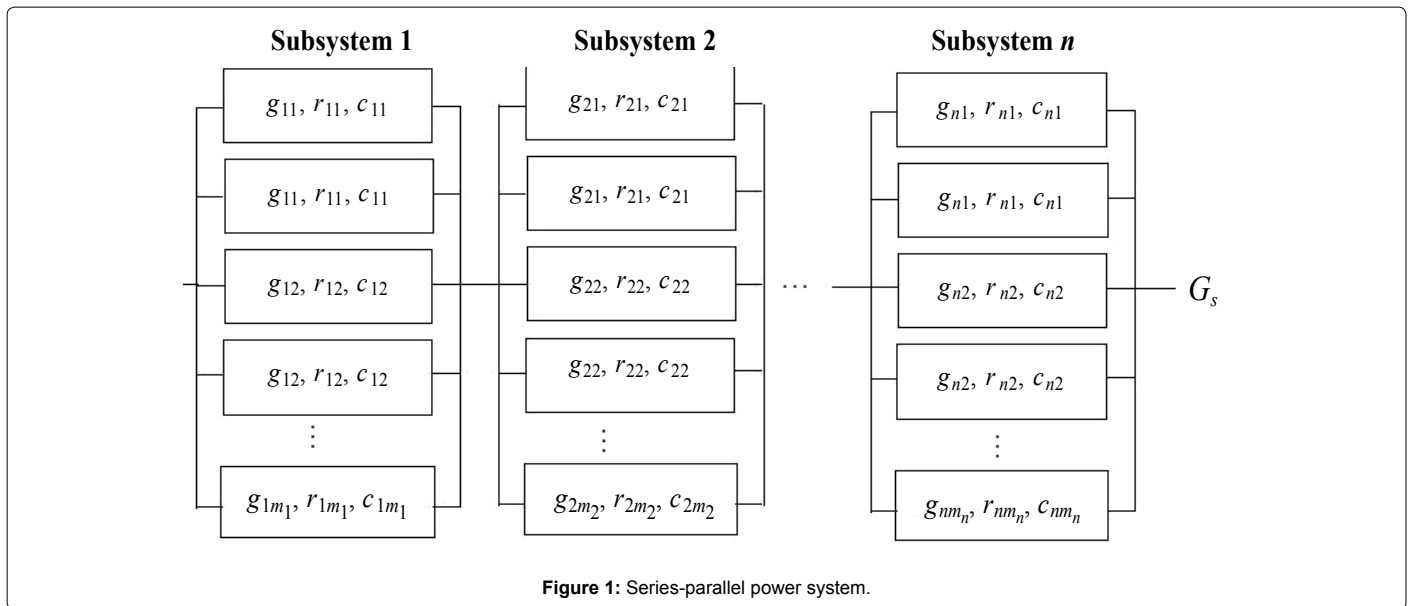 Subsystem 1
Subsystem 2
Subsystem n
g11, r11, c11
g21, r21, c21
gn1, rn1, cn1
g11, r11, c11
g21, r21, c21
gn1, rn1, cn1
g12, r12, c12
g22, r22, c22
...
gn2, rn2, cn2
Gs
g12, r12, c12
g22, r22, c22
gn2, rn2, cn2
⋮
⋮
⋮
g1m1, r1m1, c1m1
g2m2, r2m2, c2m2
gnmn, rnmn, cnmn
Figure 1: Series-parallel power system.